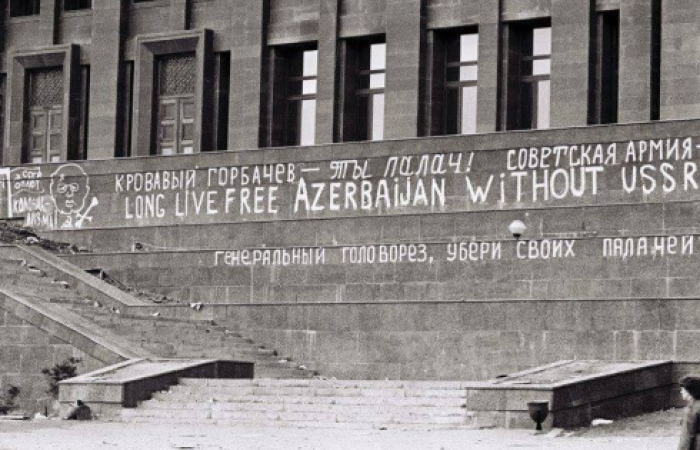 КРОВАВЫЙ ГОРБАЧЕВ — ТЫ ПАЛАЧ! СОВЕТСКАЯ АРМИЯ —
LONG LIVE FREE AZERBAIJAN WITHOUT USSR
ГЕНЕРАЛЬНЫЙ ГОЛОВОРЕЗ, УБЕРИ СВОИХ ПАЛАЧЕЙ